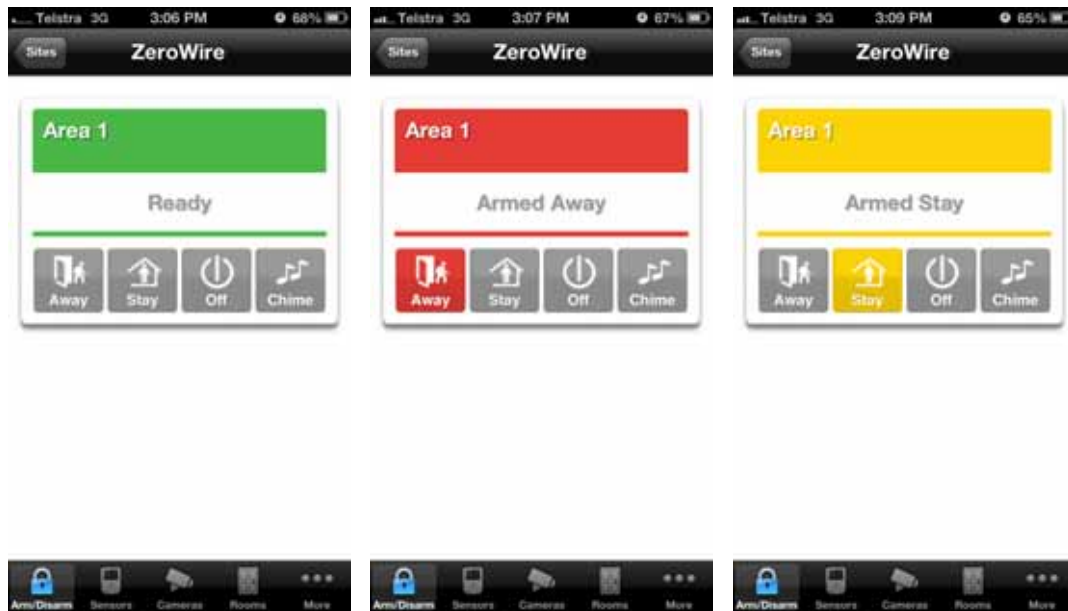 Telstra 3G 3:06 PM 68%
Sites ZeroWire
Area 1
Ready
Away Stay Off Chime
Arm/Disarm Sensors Cameras Rooms More
Telstra 3G 3:07 PM 67%
Sites ZeroWire
Area 1
Armed Away
Away Stay Off Chime
Arm/Disarm Sensors Cameras Rooms More
Telstra 3G 3:09 PM 65%
Sites ZeroWire
Area 1
Armed Stay
Away Stay Off Chime
Arm/Disarm Sensors Cameras Rooms More